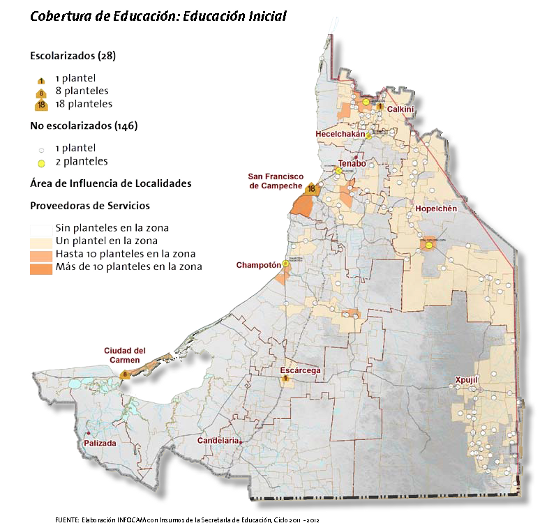 Cobertura de Educación: Educación Inicial
Escolarizados (28)
1 1 plantel
8 8 planteles
18 18 planteles
No escolarizados (146)
1 plantel
2 planteles
Área de Influencia de Localidades
Proveedoras de Servicios
Sin planteles en la zona
Un plantel en la zona
Hasta 10 planteles en la zona
Más de 10 planteles en la zona
1
Calkiní
Hecelchakán
Tenabo
San Francisco
de Campeche
18
Hopelchén
Champotón
Ciudad del
Carmen
8
Escárcega
Xpujil
Palizada
Candelaria
FUENTE: Elaboración INFOCAM con Insumos de la Secretaría de Educación, Ciclo 2011 -2012